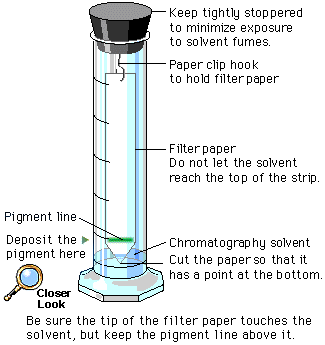 Keep tightly stoppered
to minimize exposure
to solvent fumes.
Paper clip hook
to hold filter paper
Filter paper
Do not let the solvent
reach the top of the strip.
Pigment line
Deposit the
pigment here
Chromatography solvent
Cut the paper so that it
has a point at the bottom.
Closer
Look
Be sure the tip of the filter paper touches the
solvent, but keep the pigment line above it.